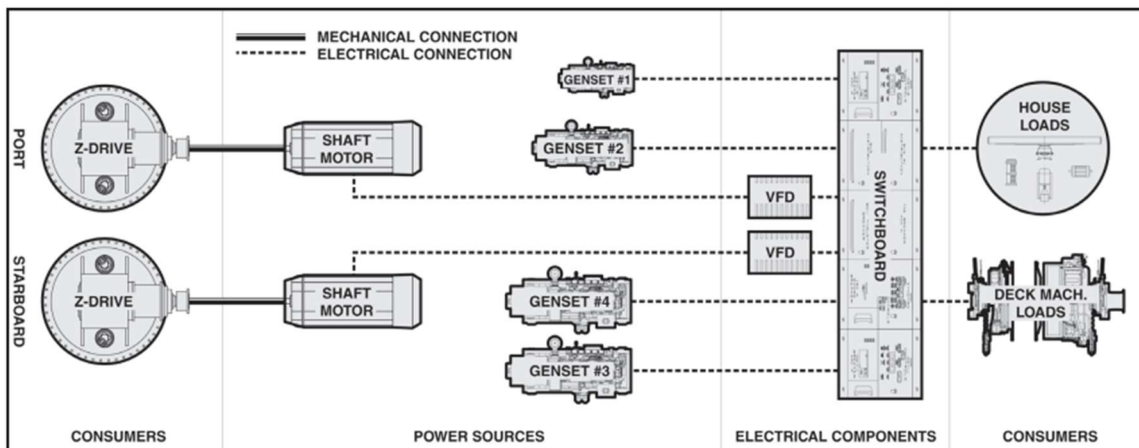 MECHANICAL CONNECTION
ELECTRICAL CONNECTION
PORT
Z-DRIVE
SHAFT
MOTOR
GENSET #1
GENSET #2
VFD
SWITCHBOARD
HOUSE
LOADS
STARBOARD
Z-DRIVE
SHAFT
MOTOR
VFD
GENSET #4
GENSET #3
DECK MACH.
LOADS
CONSUMERS
POWER SOURCES
ELECTRICAL COMPONENTS
CONSUMERS